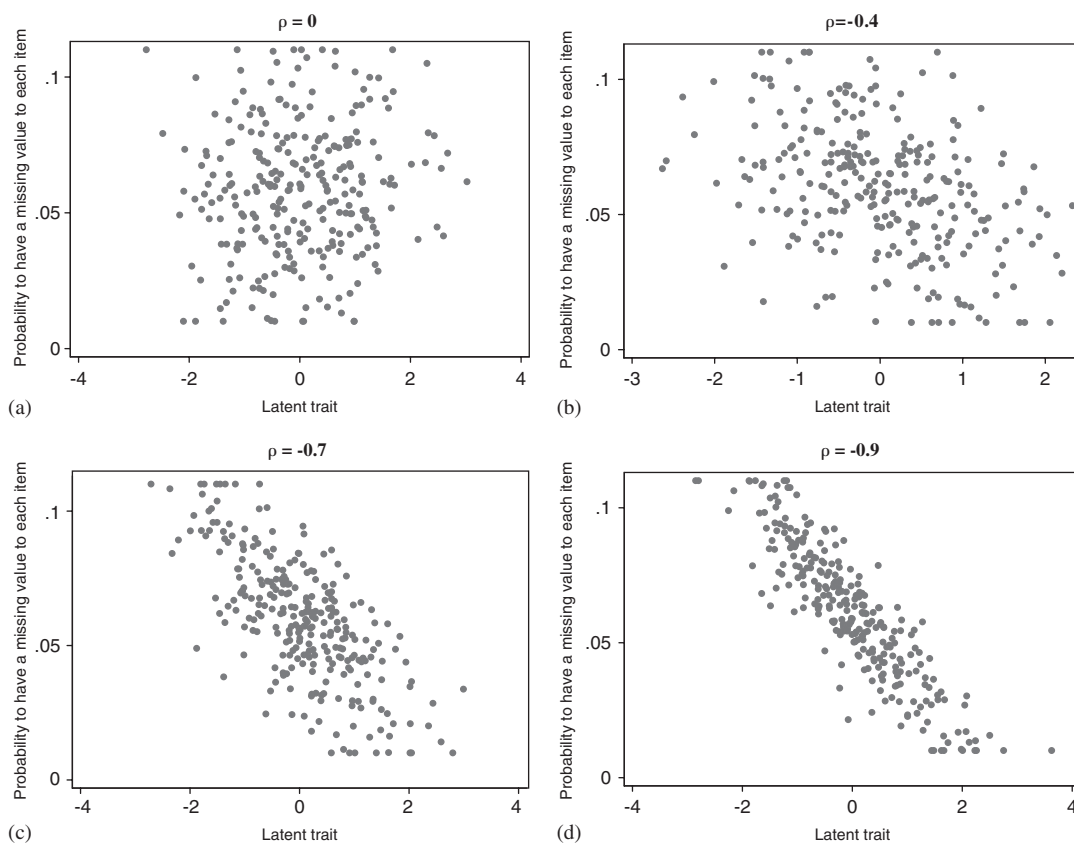 ρ = 0
Probability to have a missing value to each item
.1
.05
0
-4
-2
0
2
4
Latent trait
(a)
ρ=-0.4
Probability to have a missing value to each item
.1
.05
0
-3
-2
-1
0
1
2
Latent trait
(b)
ρ = -0.7
Probability to have a missing value to each item
.1
.05
0
-4
-2
0
2
4
Latent trait
(c)
ρ = -0.9
Probability to have a missing value to each item
.1
.05
0
-4
-2
0
2
4
Latent trait
(d)